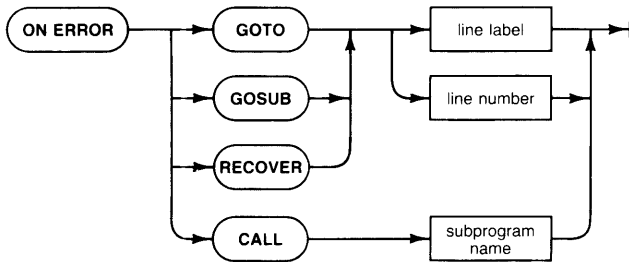 ON ERROR
GOTO
line label
GOSUB
line number
RECOVER
CALL
subprogram
name